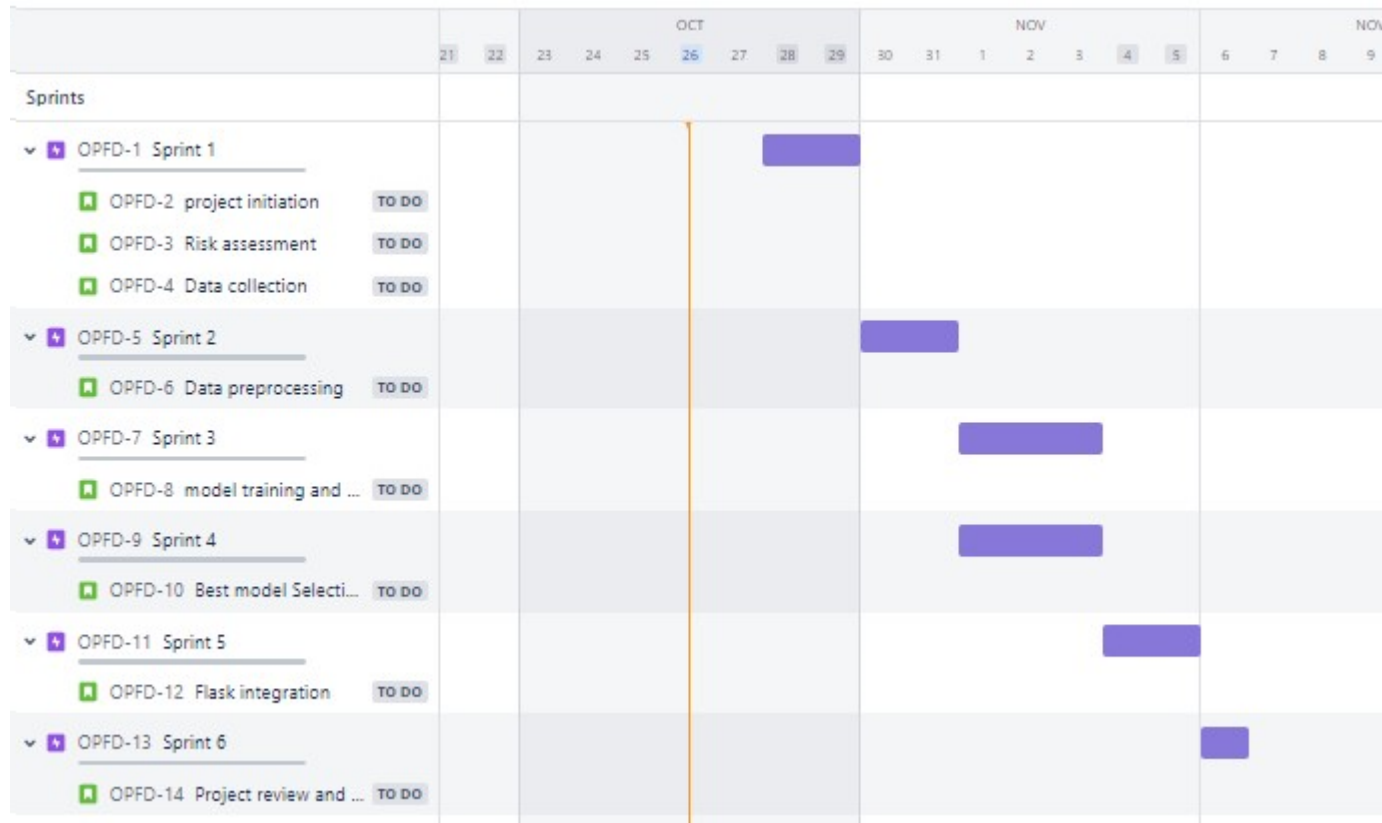 OCT NOV NOV
21 22 23 24 25 26 27 28 29 30 31 1 2 3 4 5 6 7 8 9
Sprints
OPFD-1 Sprint 1
OPFD-2 project initiation TO DO
OPFD-3 Risk assessment TO DO
OPFD-4 Data collection TO DO
OPFD-5 Sprint 2
OPFD-6 Data preprocessing TO DO
OPFD-7 Sprint 3
OPFD-8 model training and ... TO DO
OPFD-9 Sprint 4
OPFD-10 Best model Selecti... TO DO
OPFD-11 Sprint 5
OPFD-12 Flask integration TO DO
OPFD-13 Sprint 6
OPFD-14 Project review and ... TO DO